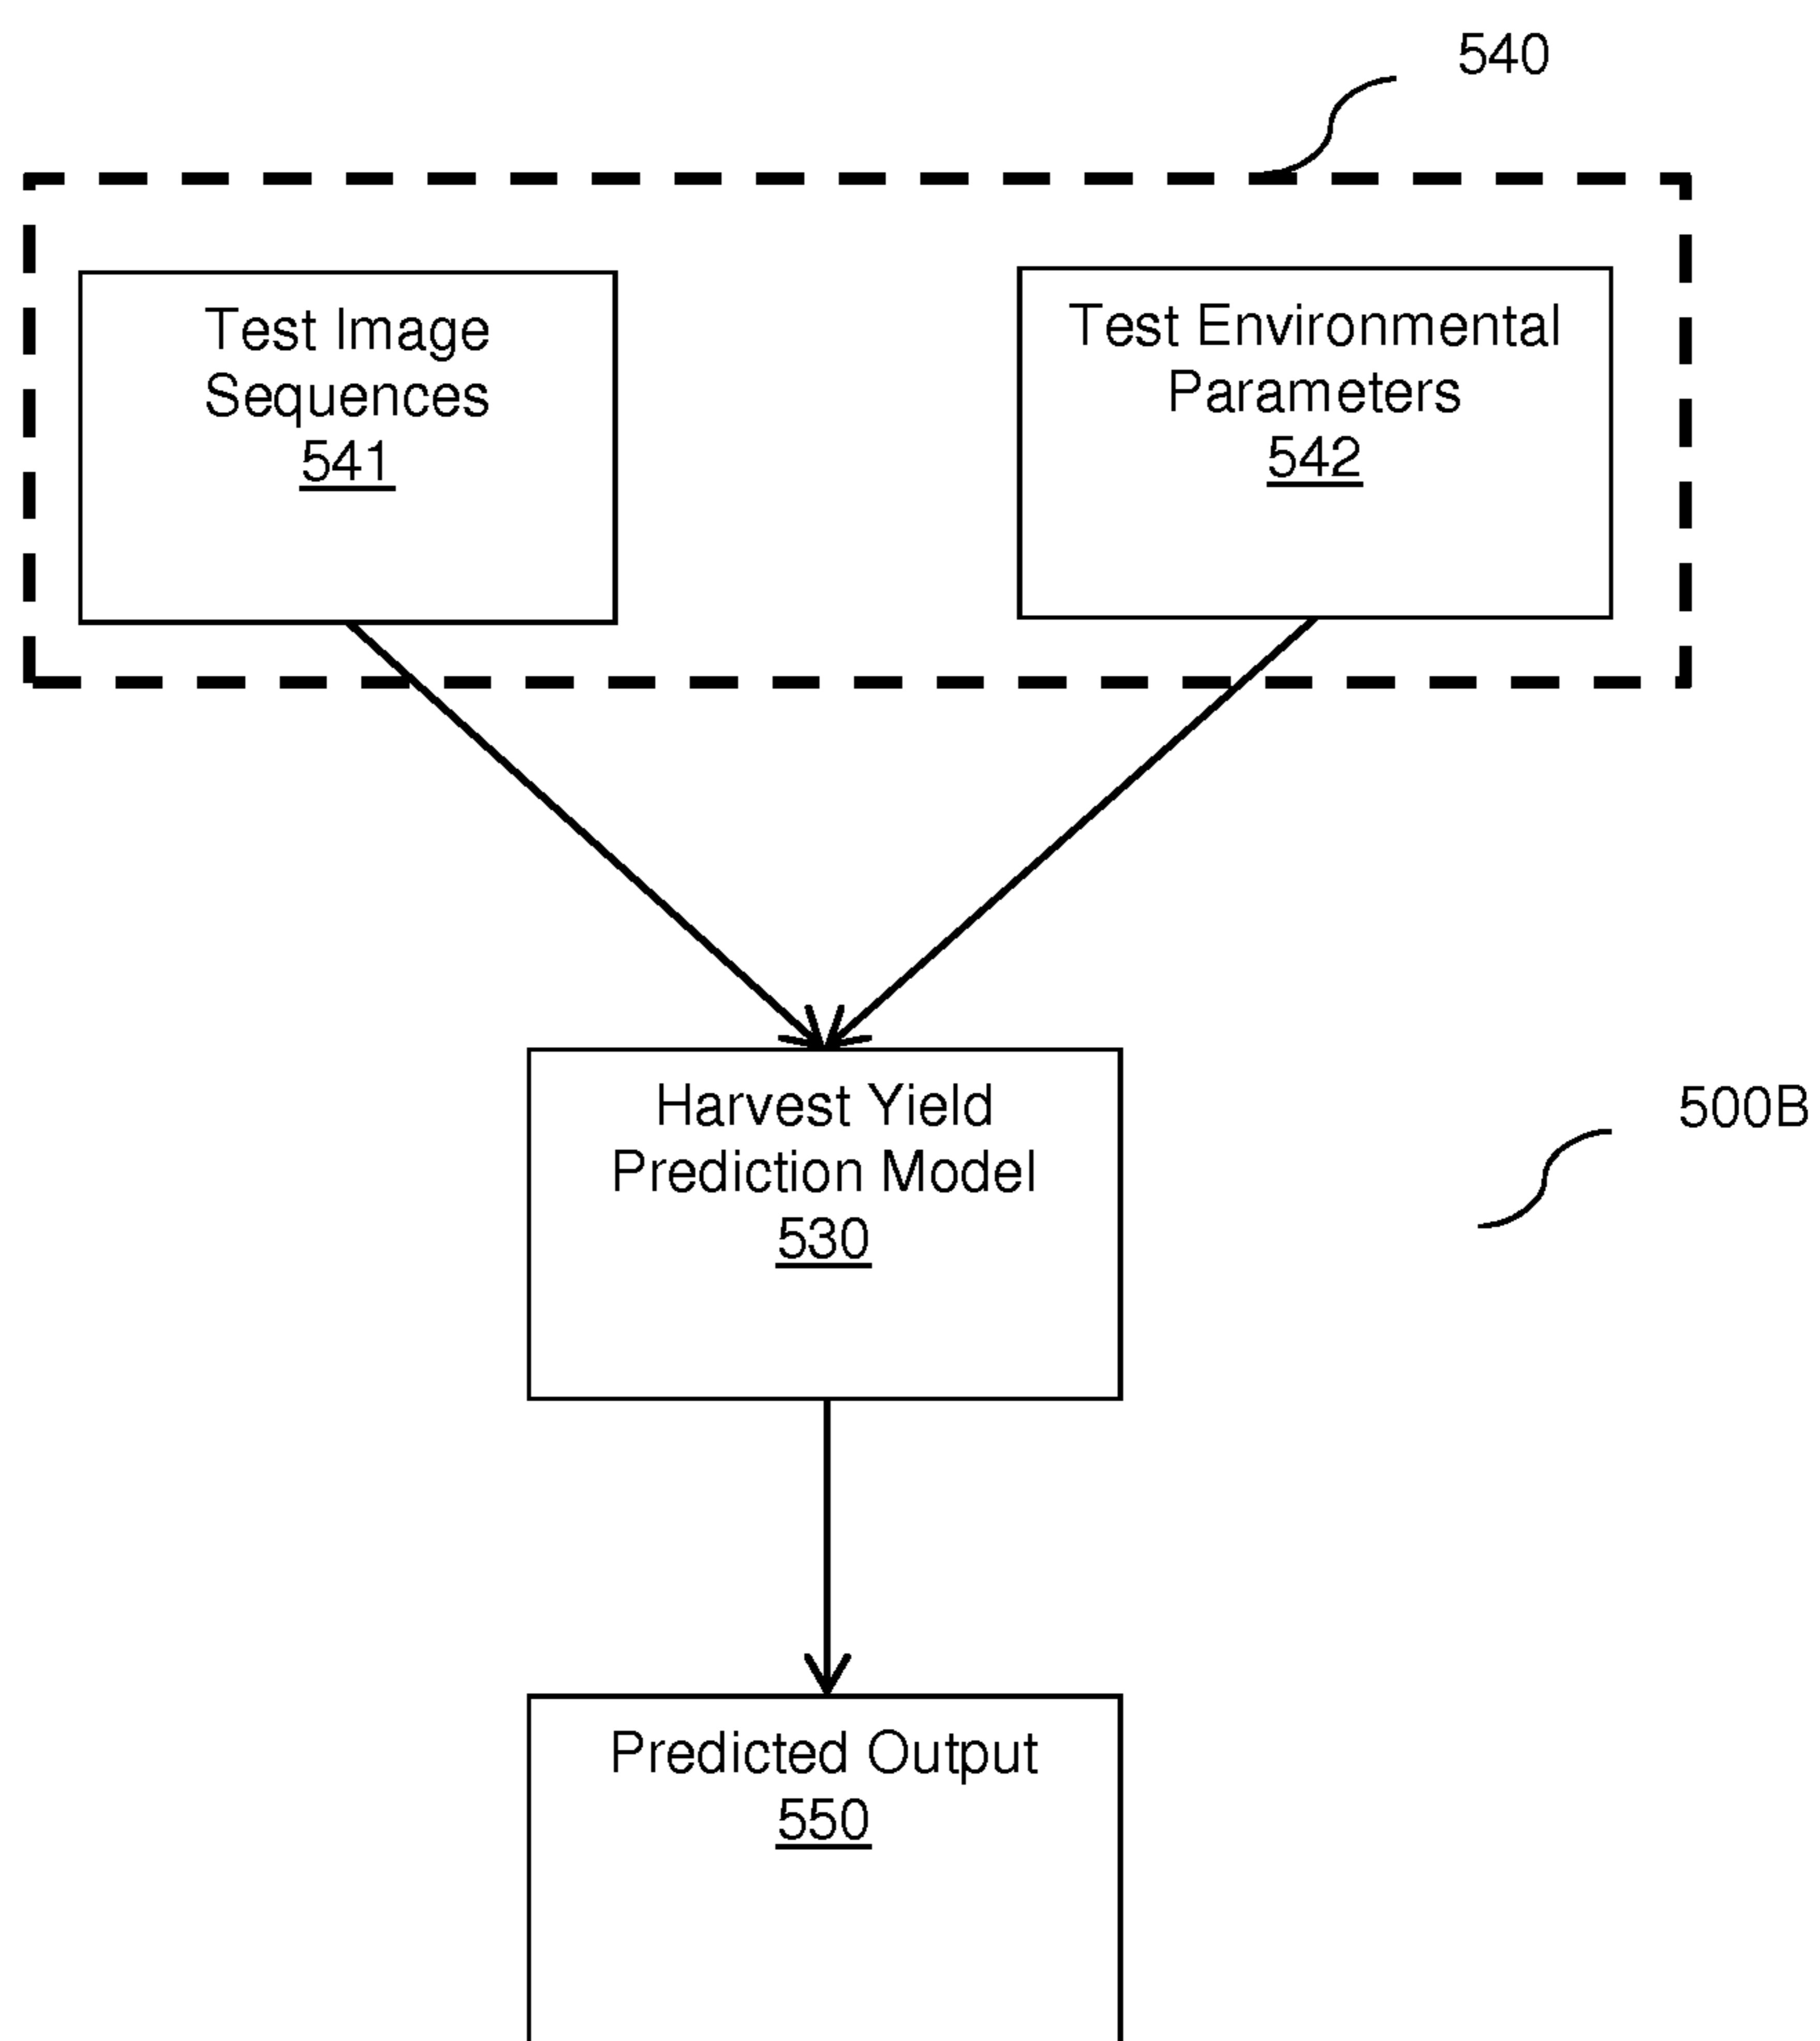 540
Test Image
Sequences
541
Test Environmental
Parameters
542
Harvest Yield
Prediction Model
530
500B
Predicted Output
550